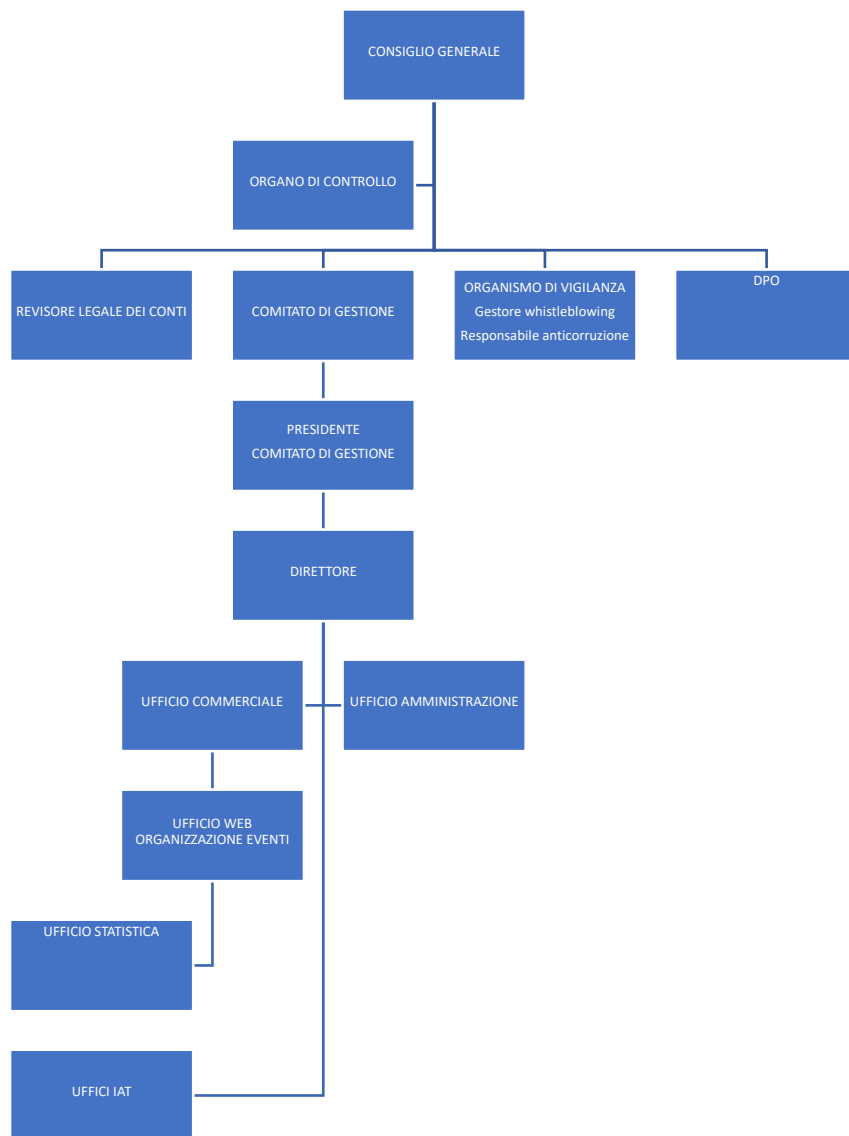 CONSIGLIO GENERALE
ORGANO DI CONTROLLO
REVISORE LEGALE DEI CONTI
COMITATO DI GESTIONE
ORGANISMO DI VIGILANZA
Gestore whistleblowing
Responsabile anticorruzione
DPO
PRESIDENTE
COMITATO DI GESTIONE
DIRETTORE
UFFICIO COMMERCIALE
UFFICIO AMMINISTRAZIONE
UFFICIO WEB
ORGANIZZAZIONE EVENTI
UFFICIO STATISTICA
UFFICI IAT